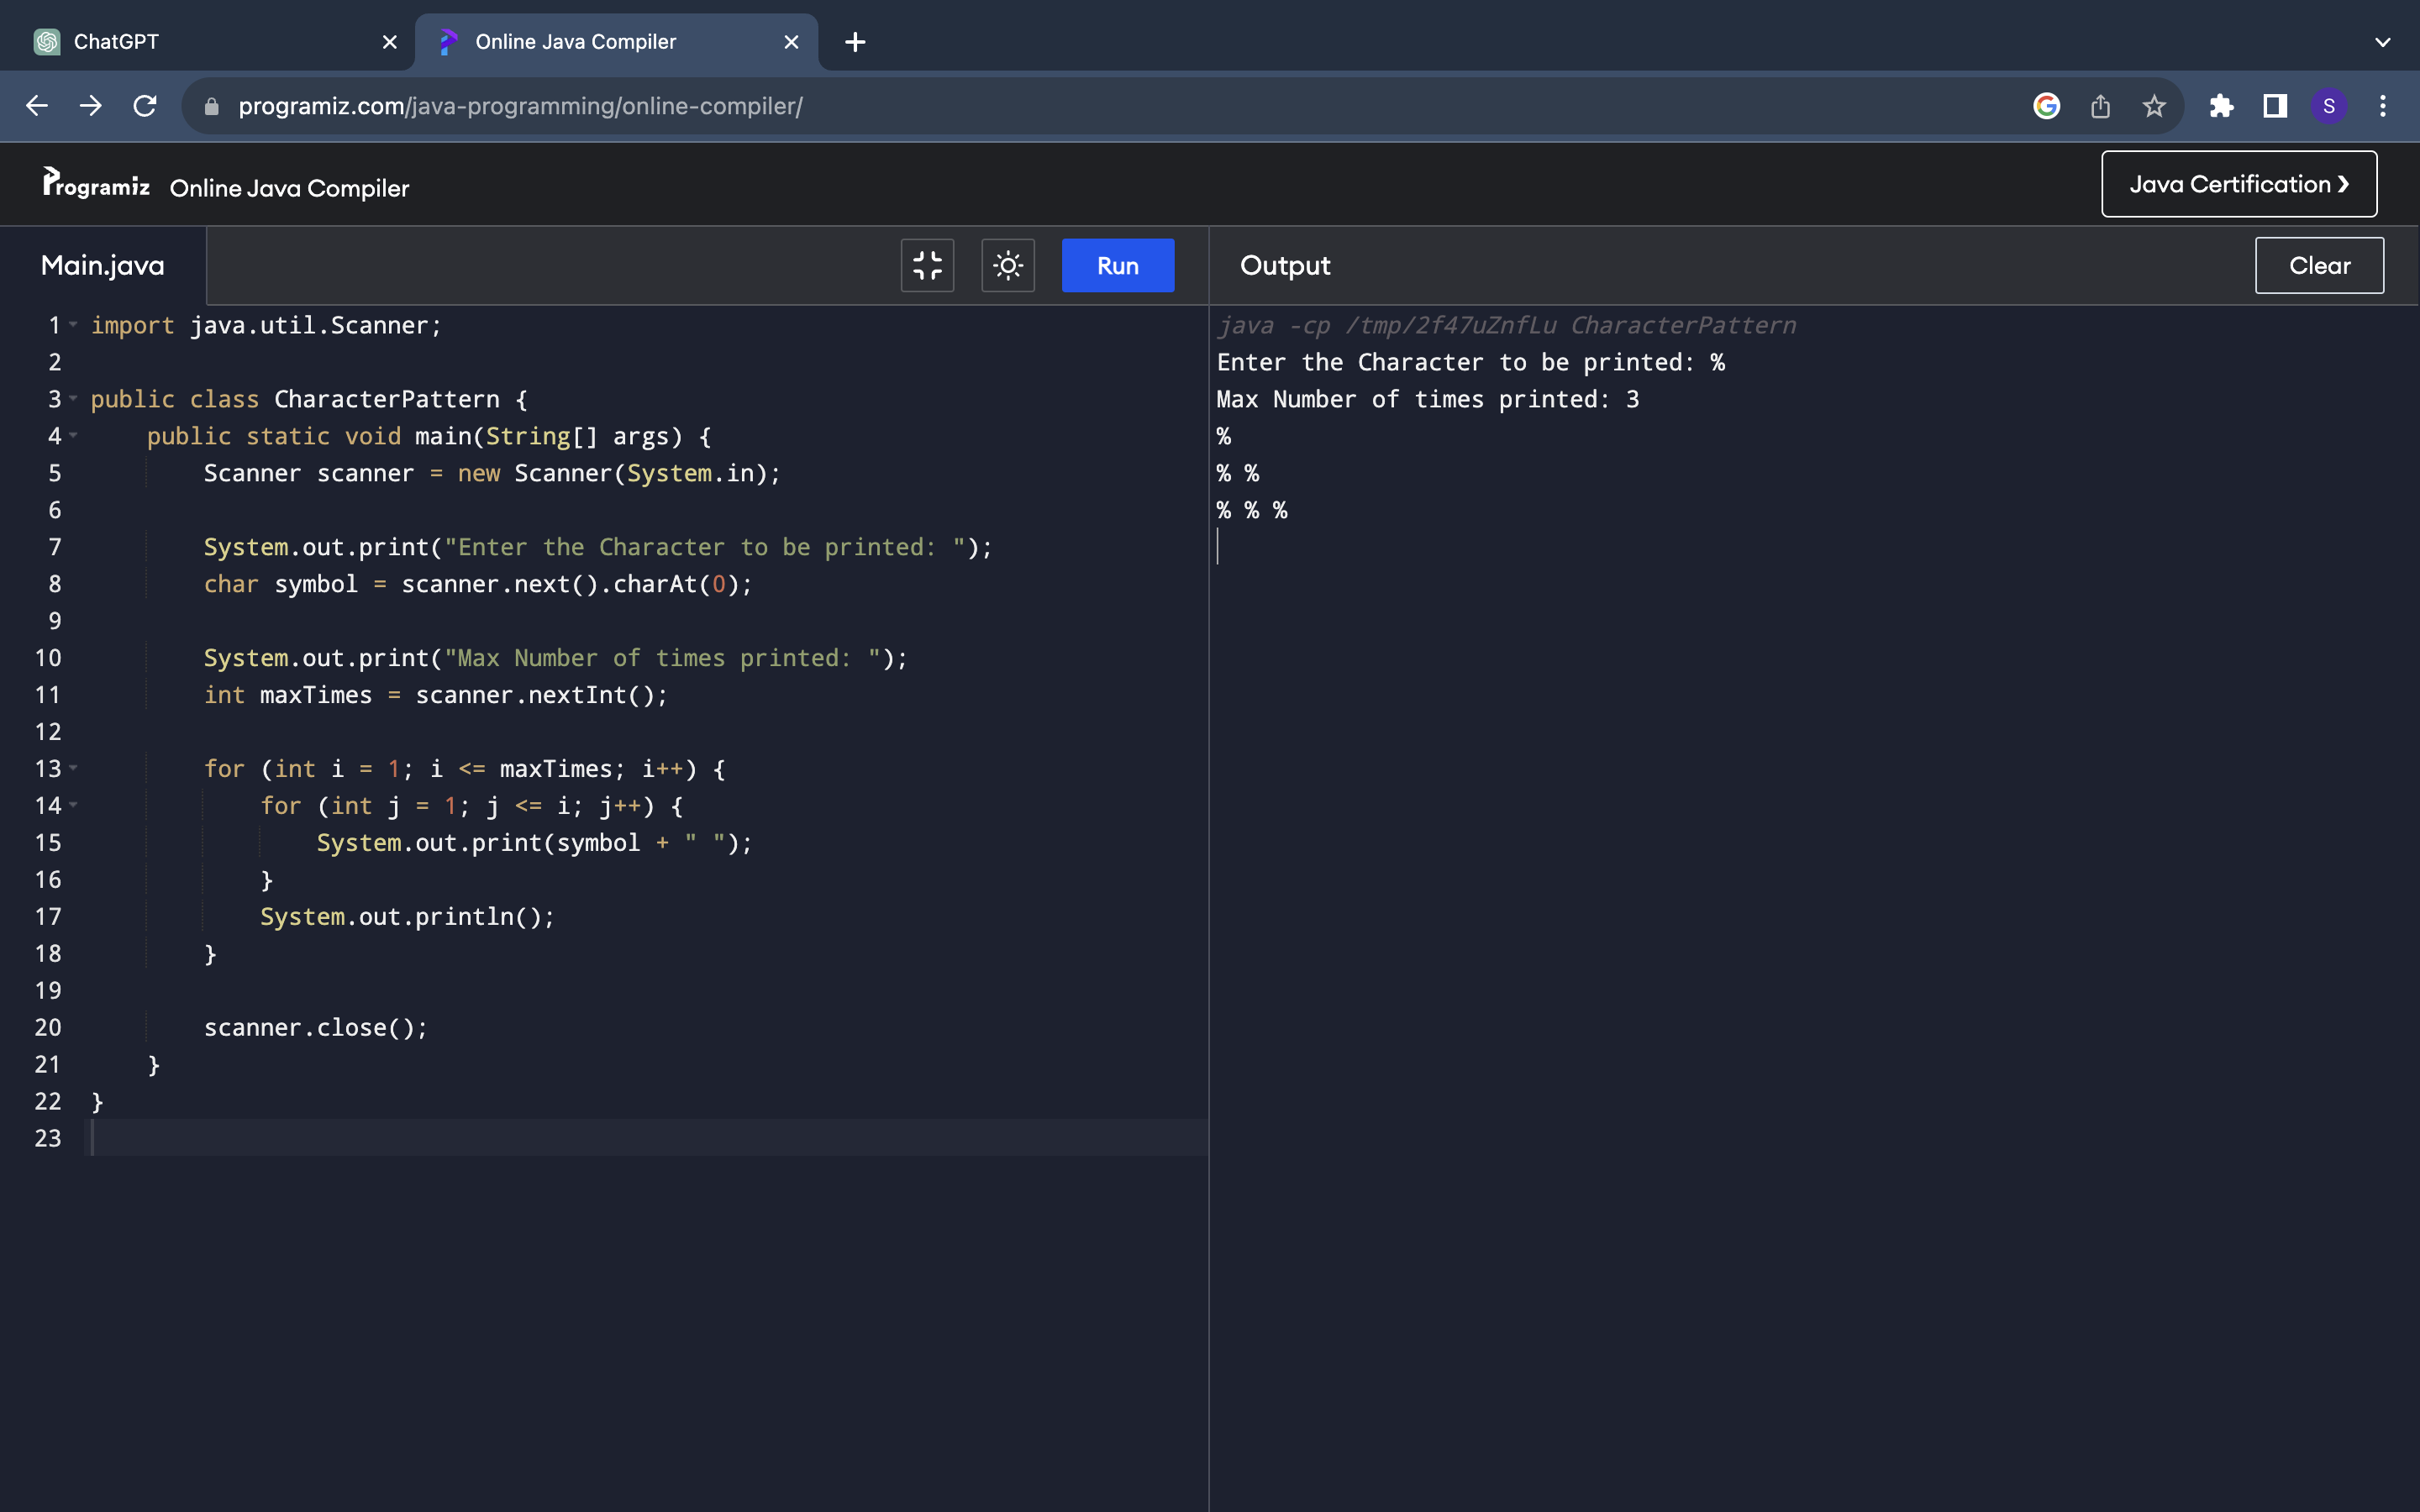 ChatGPT
Online Java Compiler
programiz.com/java-programming/online-compiler/
S
Programiz Online Java Compiler
Java Certification ❯
Main.java
Run
Output
Clear
1 import java.util.Scanner;
2
3 public class CharacterPattern {
4     public static void main(String[] args) {
5         Scanner scanner = new Scanner(System.in);
6
7         System.out.print("Enter the Character to be printed: ");
8         char symbol = scanner.next().charAt(0);
9
10         System.out.print("Max Number of times printed: ");
11         int maxTimes = scanner.nextInt();
12
13         for (int i = 1; i <= maxTimes; i++) {
14             for (int j = 1; j <= i; j++) {
15                 System.out.print(symbol + " ");
16             }
17             System.out.println();
18         }
19
20         scanner.close();
21     }
22 }
23
java -cp /tmp/2f47uZnfLu CharacterPattern
Enter the Character to be printed: %
Max Number of times printed: 3
%
% %
% % %